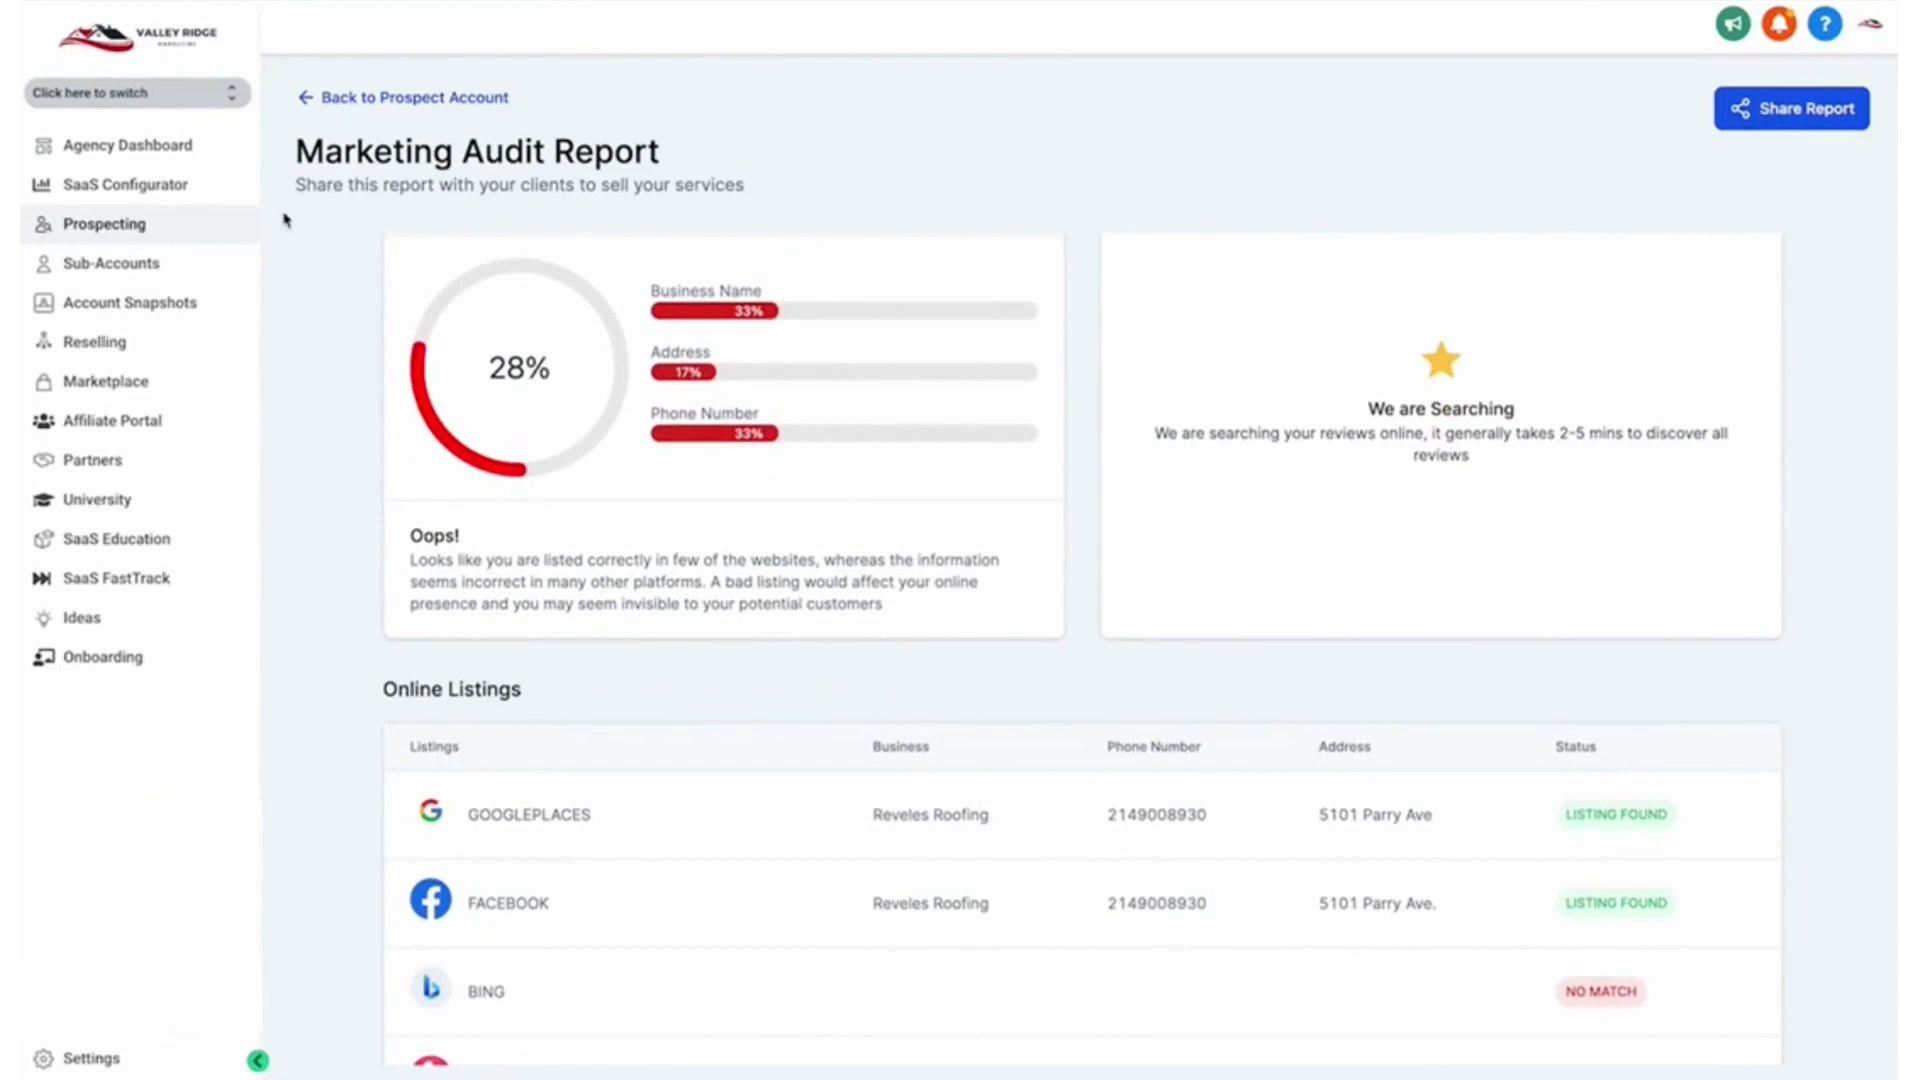 VALLEY RIDGE
MARKETING
Click here to switch
Agency Dashboard
SaaS Configurator
Prospecting
Sub-Accounts
Account Snapshots
Reselling
Marketplace
Affiliate Portal
Partners
University
SaaS Education
SaaS FastTrack
Ideas
Onboarding
Settings
?
Back to Prospect Account
Share Report
Marketing Audit Report
Share this report with your clients to sell your services
28%
Business Name
33%
Address
17%
Phone Number
33%
Oops!
Looks like you are listed correctly in few of the websites, whereas the information
seems incorrect in many other platforms. A bad listing would affect your online
presence and you may seem invisible to your potential customers
We are Searching
We are searching your reviews online, it generally takes 2-5 mins to discover all
reviews
Online Listings
Listings Business Phone Number Address Status
GOOGLEPLACES Reveles Roofing 2149008930 5101 Parry Ave LISTING FOUND
FACEBOOK Reveles Roofing 2149008930 5101 Parry Ave. LISTING FOUND
BING NO MATCH